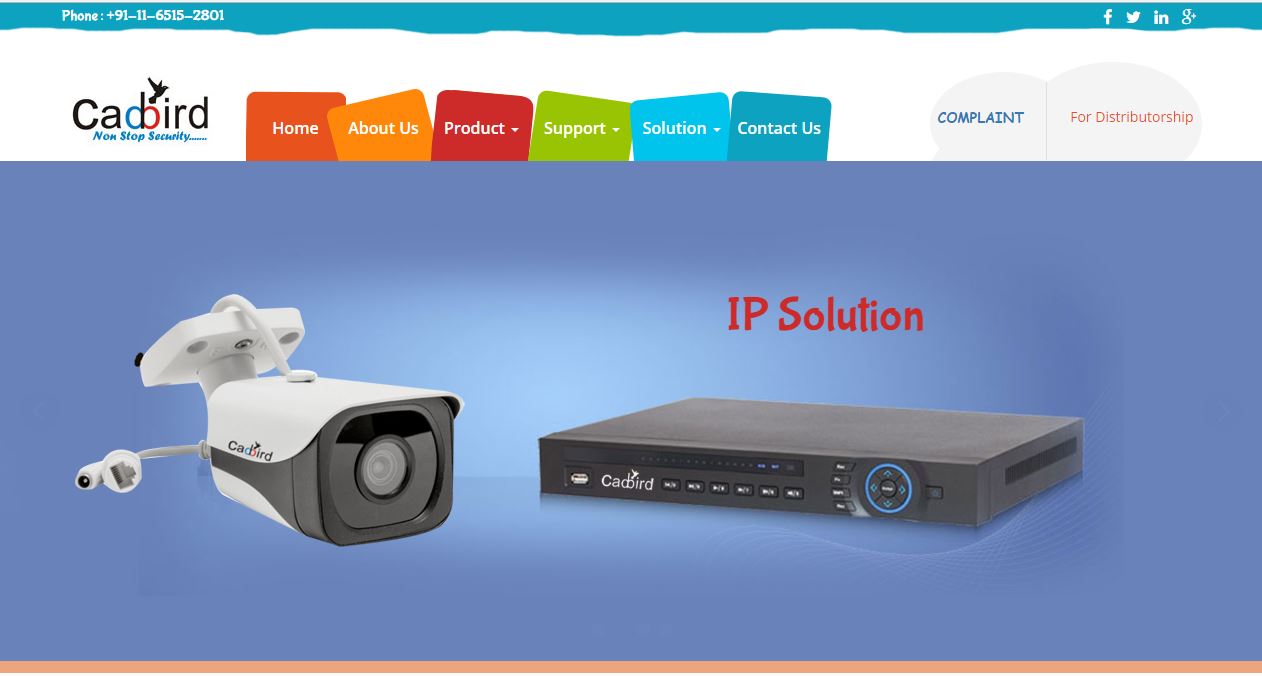 Phone : +91-11-6515-2801
Cadbird
Non Stop Security.......
Home
About Us
Product
Support
Solution
Contact Us
COMPLAINT
For Distributorship
IP Solution
Cadbird
Cadbird